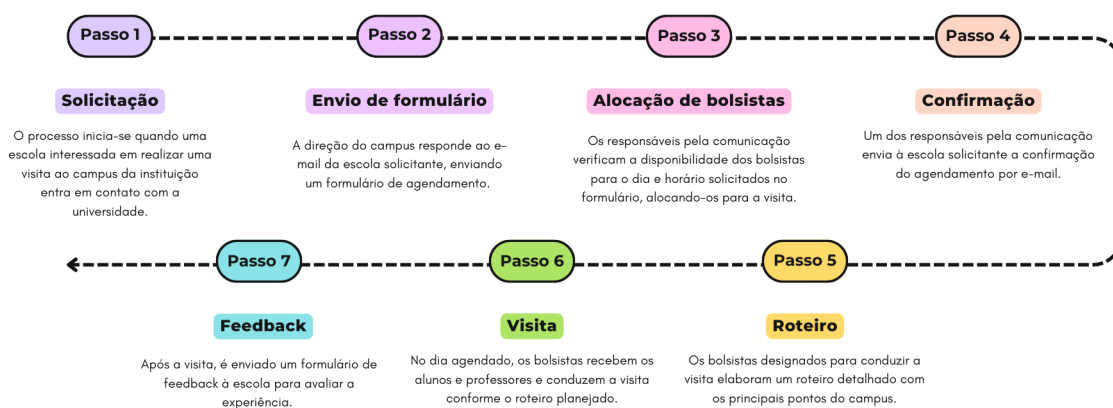 Passo 1
Passo 2
Passo 3
Passo 4
Solicitação
O processo inicia-se quando uma
escola interessada em realizar uma
visita ao campus da instituição
entra em contato com a
universidade.
Envio de formulário
A direção do campus responde ao e-
mail da escola solicitante, enviando
um formulário de agendamento.
Alocação de bolsistas
Os responsáveis pela comunicação
verificam a disponibilidade dos bolsistas
para o dia e horário solicitados no
formulário, alocando-os para a visita.
Confirmação
Um dos responsáveis pela comunicação
envia à escola solicitante a confirmação
do agendamento por e-mail.
Passo 5
Roteiro
Os bolsistas designados para conduzir a
visita elaboram um roteiro detalhado com
os principais pontos do campus.
Passo 6
Visita
No dia agendado, os bolsistas recebem os
alunos e professores e conduzem a visita
conforme o roteiro planejado.
Passo 7
Feedback
Após a visita, é enviado um formulário de
feedback à escola para avaliar a
experiência.